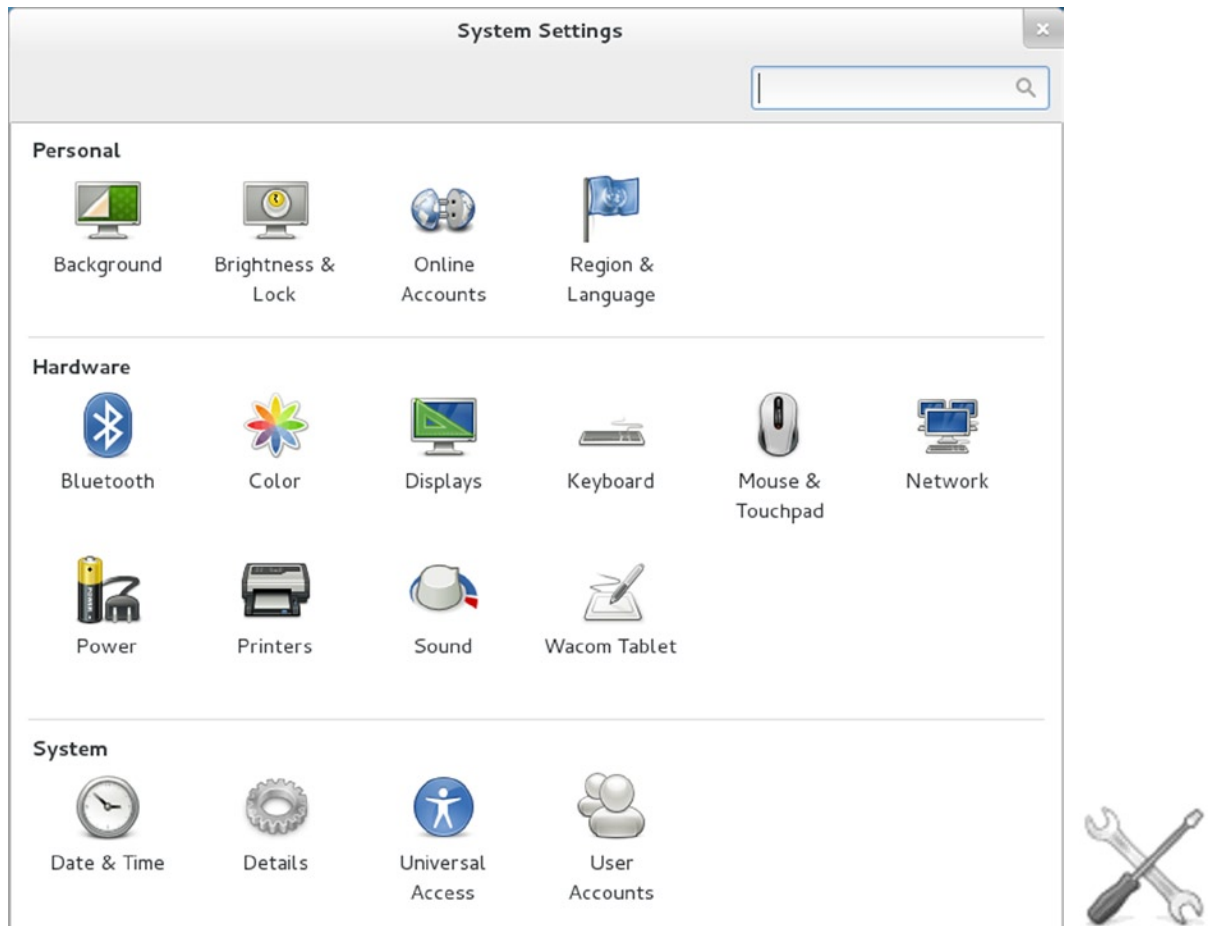 System Settings
Personal
Background
Brightness &
Lock
Online
Accounts
Region &
Language
Hardware
Bluetooth
Color
Displays
Keyboard
Mouse &
Touchpad
Network
Power
Printers
Sound
Wacom Tablet
System
Date & Time
Details
Universal
Access
User
Accounts